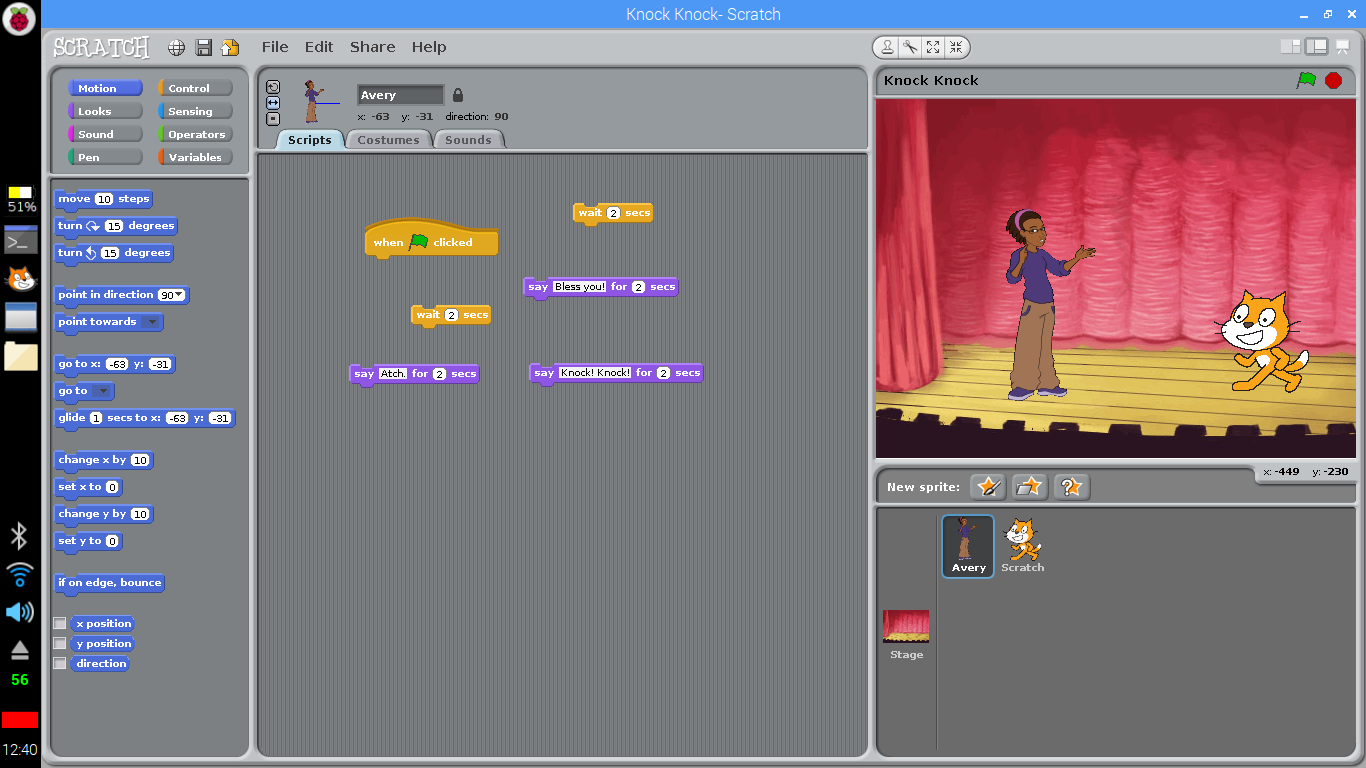 Knock Knock- Scratch
SCRATCH
File Edit Share Help
Motion Control
Looks Sensing
Sound Operators
Pen Variables
move 10 steps
turn 15 degrees
turn 15 degrees
point in direction 90
point towards
go to x: -63 y: -31
go to
glide 1 secs to x: -63 y: -31
change x by 10
set x to 0
change y by 10
set y to 0
if on edge, bounce
x position
y position
direction
Avery
x: -63 y: -31 direction: 90
Scripts Costumes Sounds
wait 2 secs
when clicked
say Bless you! for 2 secs
wait 2 secs
say Atch. for 2 secs
say Knock! Knock! for 2 secs
Knock Knock
x: -449 y: -230
New sprite:
Avery Scratch
Stage
51%
56
12:40